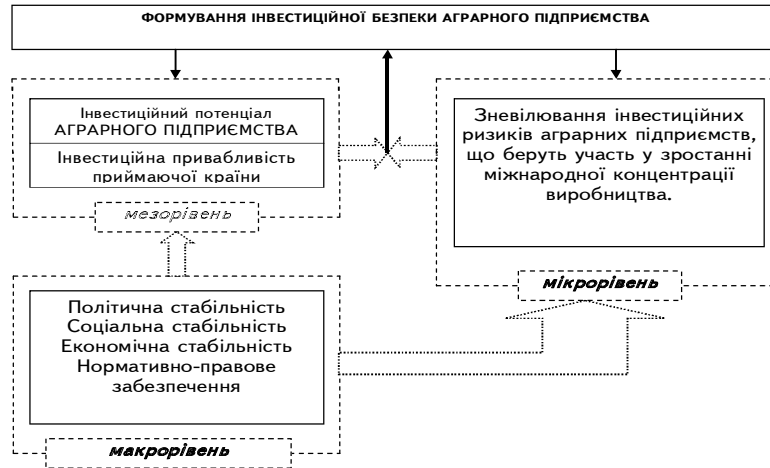 ФОРМУВАННЯ ІНВЕСТИЦІЙНОЇ БЕЗПЕКИ АГРАРНОГО ПІДПРИЄМСТВА
Інвестиційний потенціал
АГРАРНОГО ПІДПРИЄМСТВА
Інвестиційна привабливість
приймаючої країни
мезорівень
Зневілювання інвестиційних
ризиків аграрних підприємств,
що беруть участь у зростанні
міжнародної концентрації
виробництва.
мікрорівень
Політична стабільність
Соціальна стабільність
Економічна стабільність
Нормативно-правове
забезпечення
макрорівень